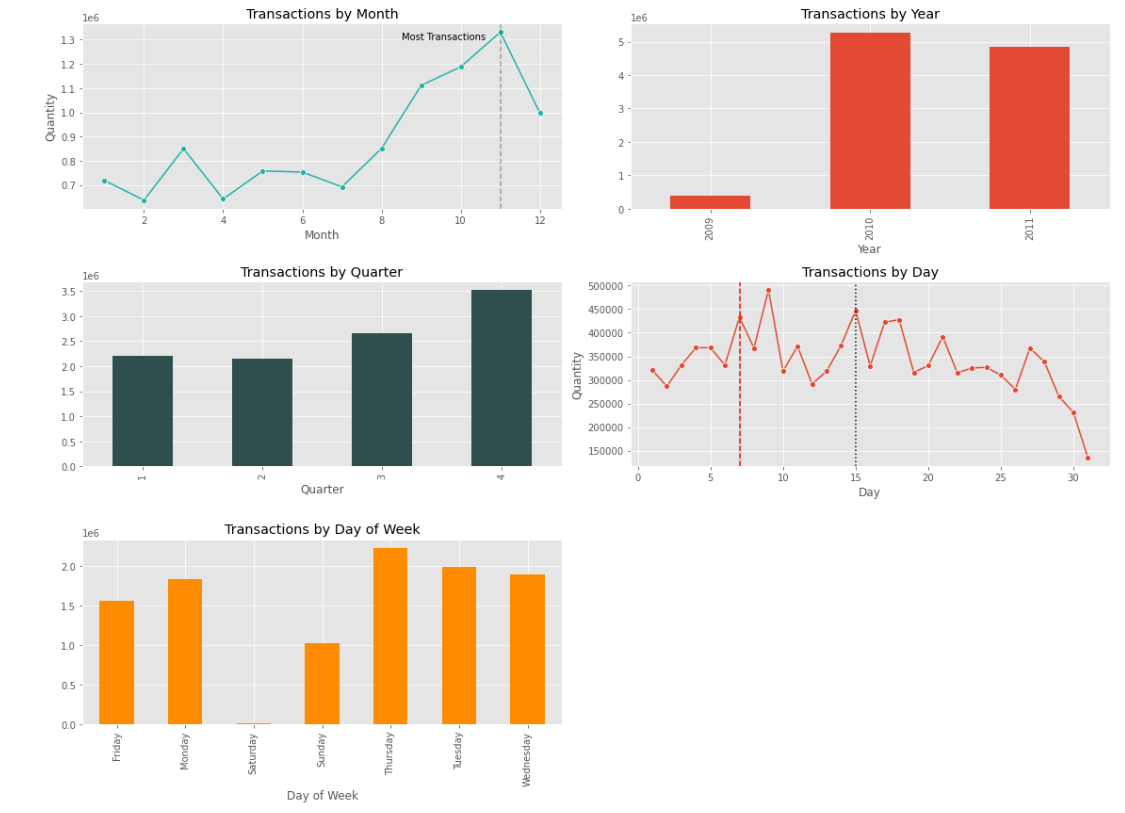 Transactions by Month
1e6
Most Transactions
1.3
1.2
1.1
1.0
0.9
0.8
0.7
Quantity
2 4 6 8 10 12
Month
Transactions by Year
1e6
5
4
3
2
1
0
2009 2010 2011
Year
Transactions by Quarter
1e6
3.5
3.0
2.5
2.0
1.5
1.0
0.5
0.0
1 2 3 4
Quarter
Transactions by Day
500000
450000
400000
350000
300000
250000
200000
150000
Quantity
0 5 10 15 20 25 30
Day
Transactions by Day of Week
1e6
2.0
1.5
1.0
0.5
0.0
Friday Monday Saturday Sunday Thursday Tuesday Wednesday
Day of Week